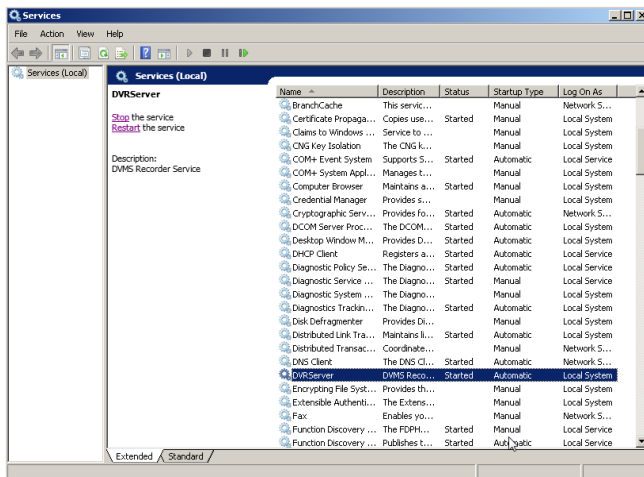 Services
File Action View Help
Services (Local)
Services (Local)
DVRServer
Stop the service
Restart the service
Description:
DVMS Recorder Service
Name Description Status Startup Type Log On As
BranchCache This servic... Manual Network S...
Certificate Propaga... Copies use... Started Manual Local System
Claims to Windows ... Service to ... Manual Local System
CNG Key Isolation The CNG k... Manual Local System
COM+ Event System Supports S... Started Automatic Local Service
COM+ System Appl... Manages t... Manual Local System
Computer Browser Maintains a... Started Manual Local System
Credential Manager Provides s... Manual Local System
Cryptographic Serv... Provides fo... Started Automatic Network S...
DCOM Server Proc... The DCOM... Started Automatic Local System
Desktop Window M... Provides D... Started Automatic Local System
DHCP Client Registers a... Started Automatic Local Service
Diagnostic Policy Se... The Diagno... Started Automatic Local Service
Diagnostic Service ... The Diagno... Started Manual Local Service
Diagnostic System ... The Diagno... Manual Local System
Diagnostics Trackin... The Diagno... Started Automatic Local System
Disk Defragmenter Provides Di... Manual Local System
Distributed Link Tra... Maintains li... Started Automatic Local System
Distributed Transac... Coordinate... Manual Network S...
DNS Client The DNS Cl... Started Automatic Network S...
DVRServer DVMS Reco... Started Automatic Local System
Encrypting File Syst... Provides th... Manual Local System
Extensible Authenti... The Extens... Manual Local System
Fax Enables yo... Manual Network S...
Function Discovery ... The FDPH... Started Manual Local Service
Function Discovery ... Publishes t... Started Automatic Local Service
Extended Standard